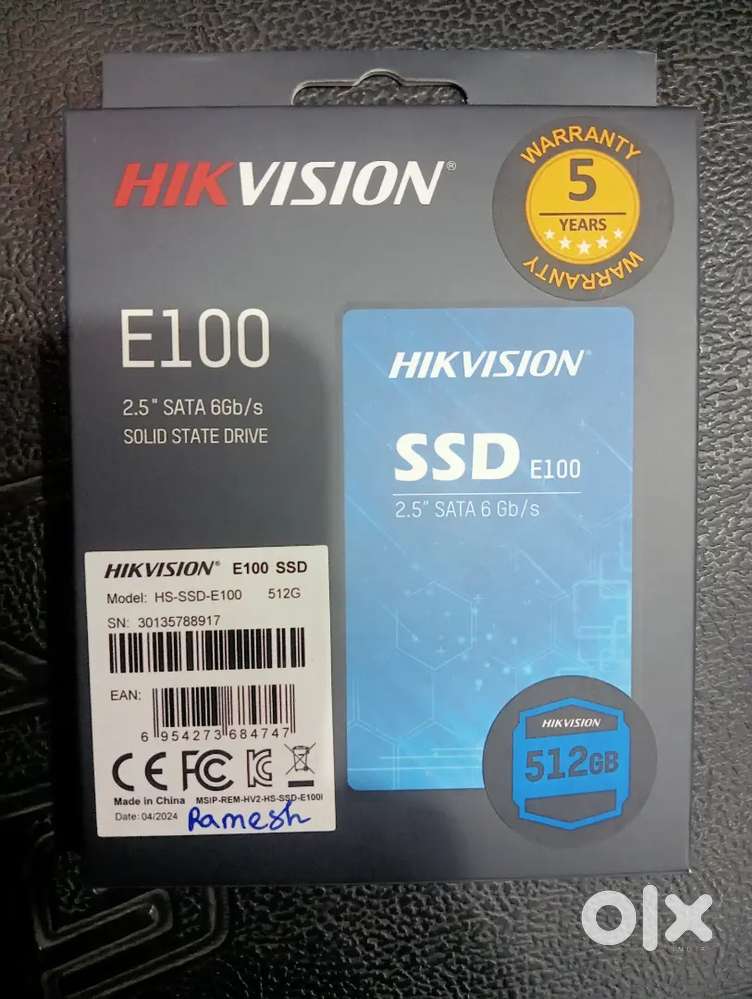 HIKVISION®
WARRANTY
5
YEARS
WARRANTY
E100
2.5" SATA 6Gb/s
SOLID STATE DRIVE
HIKVISION®
SSD E100
2.5" SATA 6 Gb/s
HIKVISION® E100 SSD
Model: HS-SSD-E100 512G
SN: 30135788917
EAN:
6 954273 684747
CE FC
Made in China MSIP-REM-HV2-HS-SSD-E100I
Date: 04/2024 Ramesh
HIKVISION
512GB
olx
INDIA